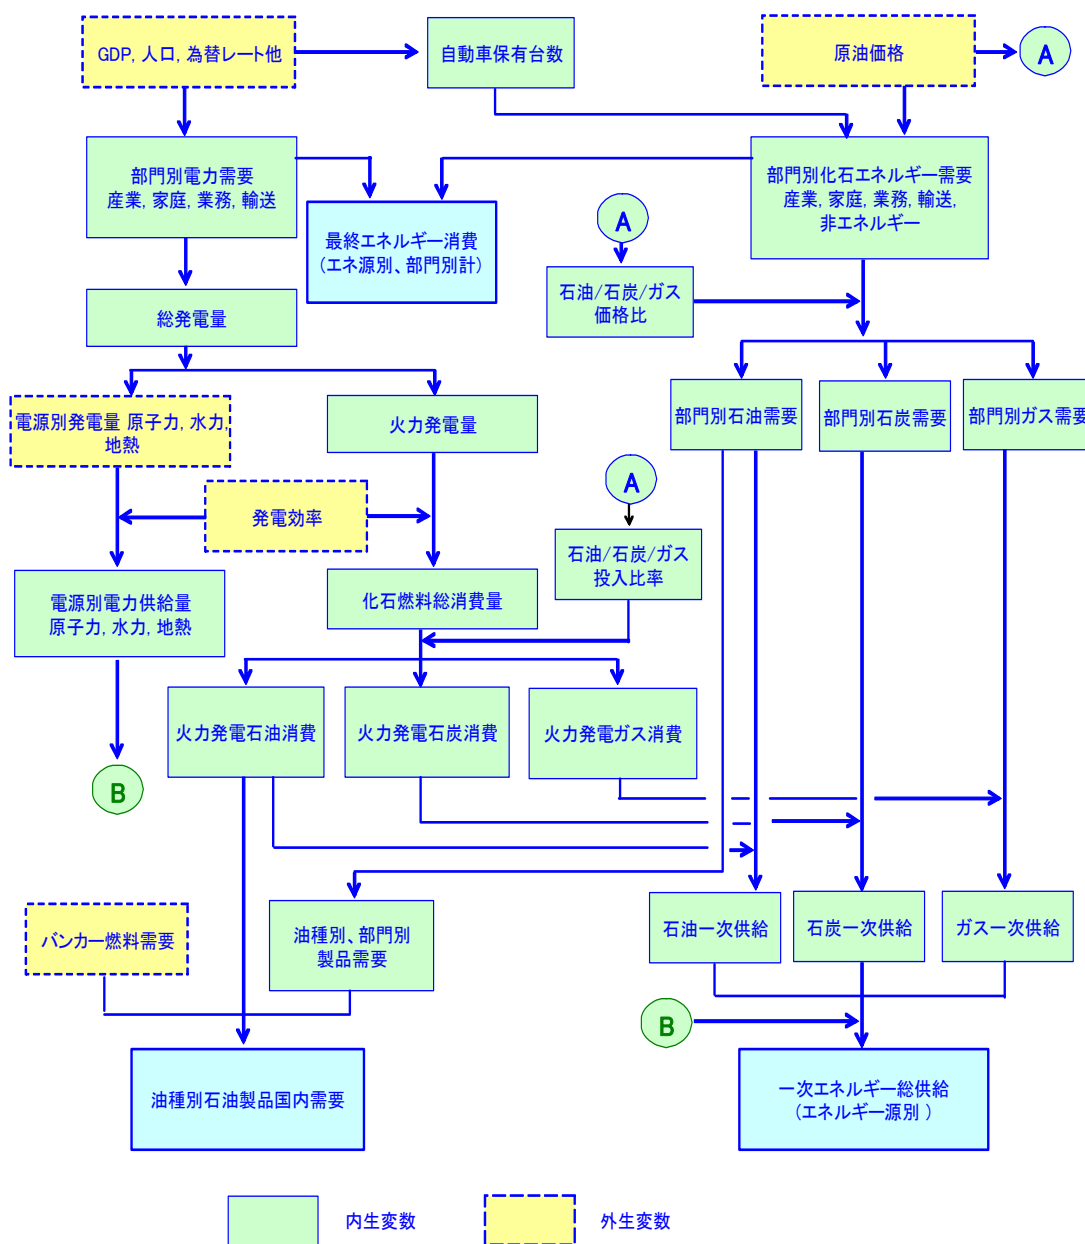 GDP, 人口, 為替レート他
自動車保有台数
原油価格
A
部門別電力需要
産業, 家庭, 業務, 輸送
部門別化石エネルギー需要
産業, 家庭, 業務, 輸送,
非エネルギー
最終エネルギー消費
(エネ源別、部門別計)
A
石油/石炭/ガス
価格比
総発電量
電源別発電量 原子力, 水力,
地熱
火力発電量
部門別石油需要
部門別石炭需要
部門別ガス需要
発電効率
A
石油/石炭/ガス
投入比率
電源別電力供給量
原子力, 水力, 地熱
化石燃料総消費量
火力発電石油消費
火力発電石炭消費
火力発電ガス消費
B
バンカー燃料需要
油種別、部門別
製品需要
石油一次供給
石炭一次供給
ガス一次供給
B
油種別石油製品国内需要
一次エネルギー総供給
(エネルギー源別 )
内生変数
外生変数